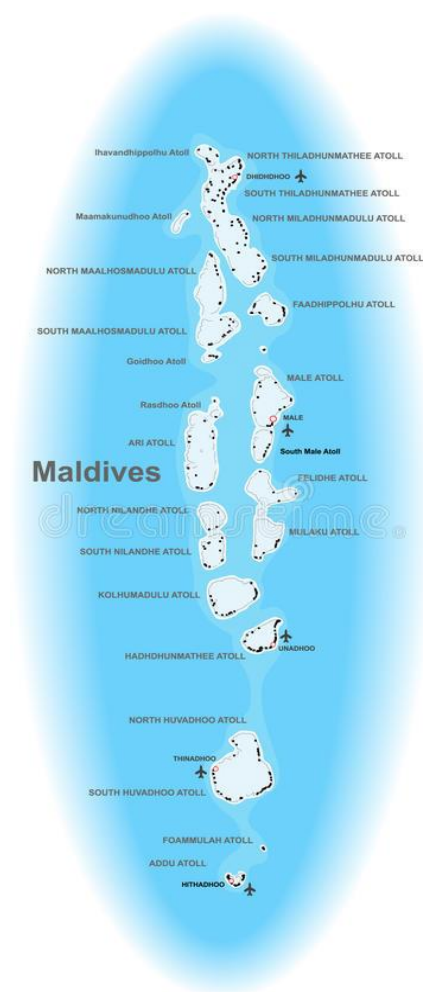 Ihavandhippolhu Atoll
NORTH THILADHUNMATHEE ATOLL
DHIDHDHOO
SOUTH THILADHUNMATHEE ATOLL
Maamakunudhoo Atoll
NORTH MILADHUNMADULU ATOLL
SOUTH MILADHUNMADULU ATOLL
NORTH MAALHOSMADULU ATOLL
FAADHIPPOLHU ATOLL
SOUTH MAALHOSMADULU ATOLL
Goidhoo Atoll
MALE ATOLL
Rasdhoo Atoll
MALE
ARI ATOLL
South Male Atoll
Maldives
FELIDHE ATOLL
NORTH NILANDHE ATOLL
dreamstime.
MULAKU ATOLL
SOUTH NILANDHE ATOLL
KOLHUMADULU ATOLL
UNADHOO
HADHDHUNMATHEE ATOLL
NORTH HUVADHOO ATOLL
THINADHOO
SOUTH HUVADHOO ATOLL
FOAMMULAH ATOLL
ADDU ATOLL
HITHADHOO